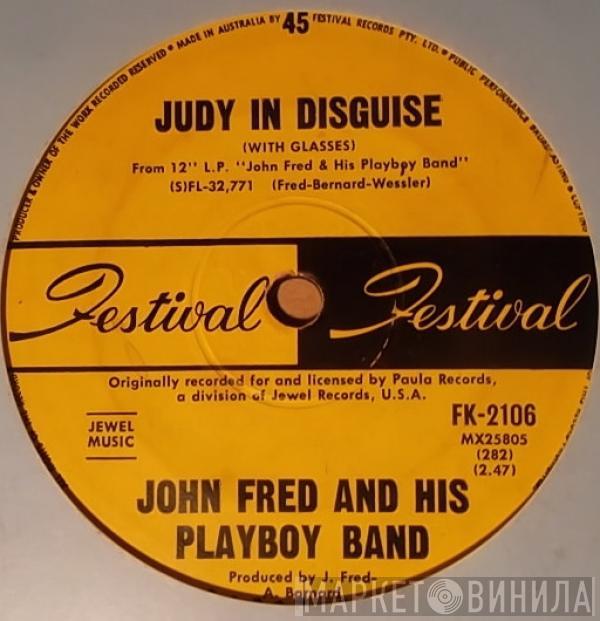 PRODUCER & OWNER OF THE WORK RECORDED RESERVED • MADE IN AUSTRALIA BY 45 FESTIVAL RECORDS PTY. LTD. • PUBLIC PERFORMANCE BROADCASTING • COPYING
JUDY IN DISGUISE
(WITH GLASSES)
From 12" L.P. "John Fred & His Playboy Band"
(S)FL-32,771 (Fred-Bernard-Wessler)
Festival Festival
Originally recorded for and licensed by Paula Records,
a division of Jewel Records, U.S.A.
JEWEL
MUSIC
FK-2106
MX25805
(282)
(2.47)
JOHN FRED AND HIS
PLAYBOY BAND
Produced by J. Fred-
A. Bernard
МАРКЕТ ВИНИЛА